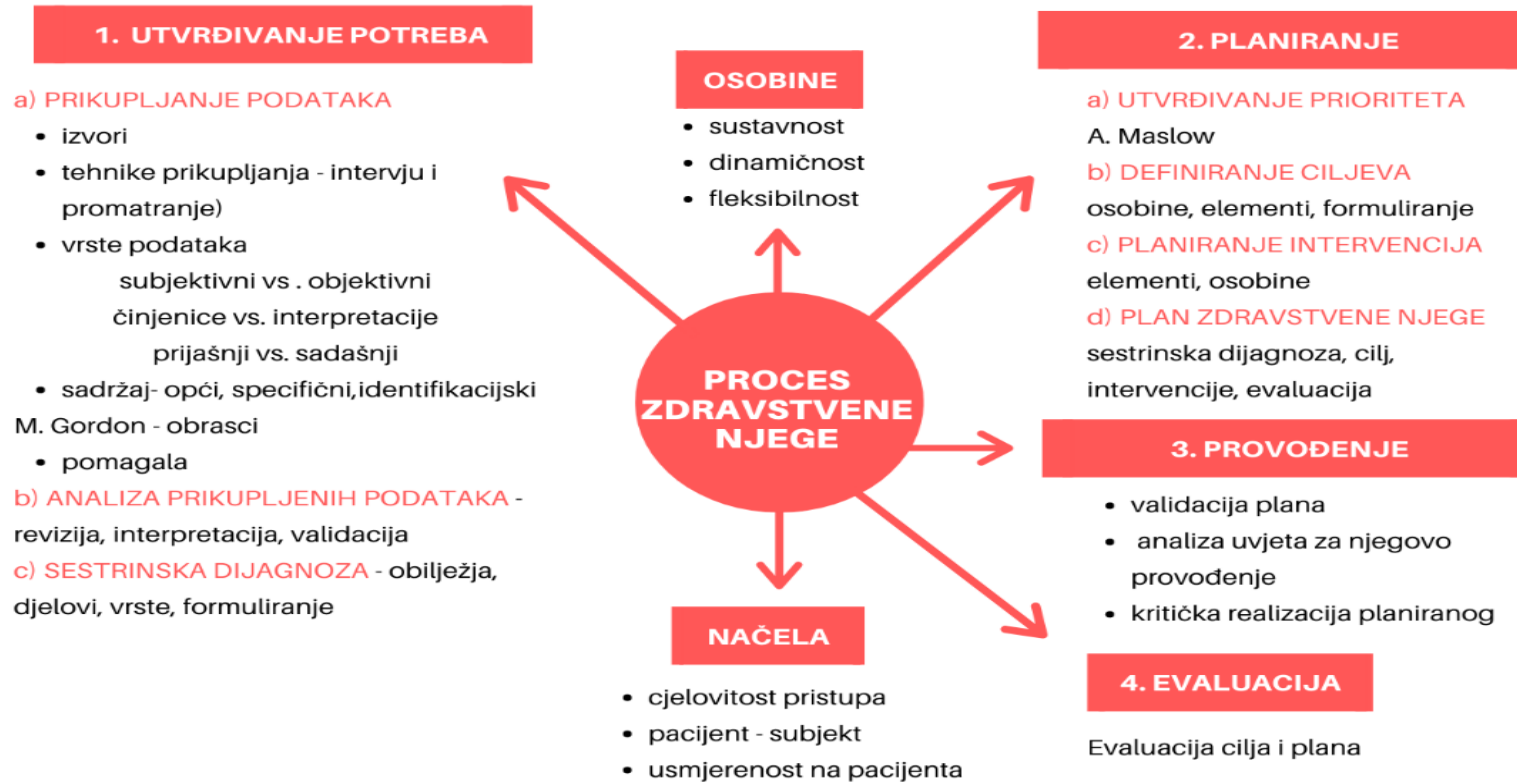 1. UTVRĐIVANJE POTREBA
a) PRIKUPLJANJE PODATAKA
• izvori
• tehnike prikupljanja - intervju i
promatranje)
• vrste podataka
subjektivni vs . objektivni
činjenice vs. interpretacije
prijašnji vs. sadašnji
• sadržaj- opći, specifični,identifikacijski
M. Gordon - obrasci
• pomagala
b) ANALIZA PRIKUPLJENIH PODATAKA -
revizija, interpretacija, validacija
c) SESTRINSKA DIJAGNOZA - obilježja,
djelovi, vrste, formuliranje
OSOBINE
• sustavnost
• dinamičnost
• fleksibilnost
PROCES
ZDRAVSTVENE
NJEGE
NAČELA
• cjelovitost pristupa
• pacijent - subjekt
• usmjerenost na pacijenta
2. PLANIRANJE
a) UTVRĐIVANJE PRIORITETA
A. Maslow
b) DEFINIRANJE CILJEVA
osobine, elementi, formuliranje
c) PLANIRANJE INTERVENCIJA
elementi, osobine
d) PLAN ZDRAVSTVENE NJEGE
sestrinska dijagnoza, cilj,
intervencije, evaluacija
3. PROVOĐENJE
• validacija plana
• analiza uvjeta za njegovo
provođenje
• kritička realizacija planiranog
4. EVALUACIJA
Evaluacija cilja i plana